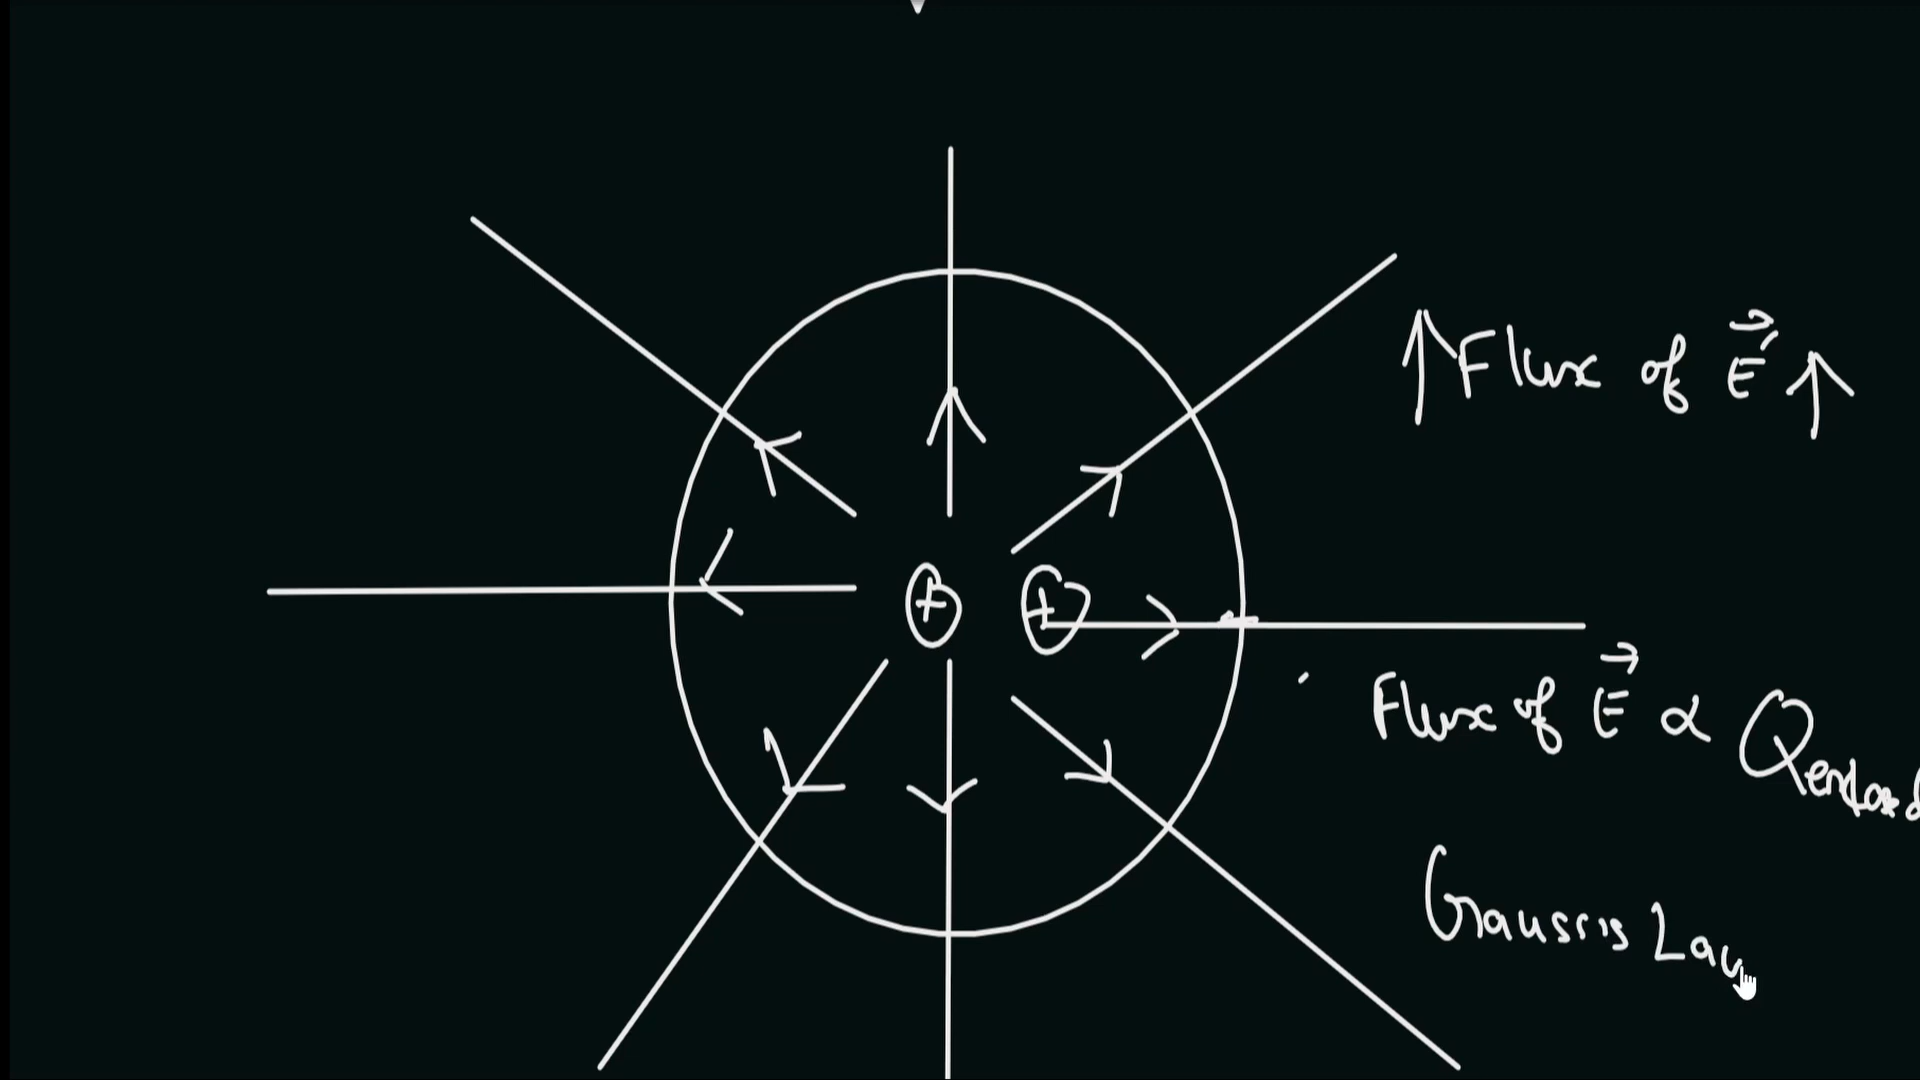 ↑Flux of E⃗ ↑
+ +
Flux of E⃗ ∝ Qenclosed
Gauss's Law